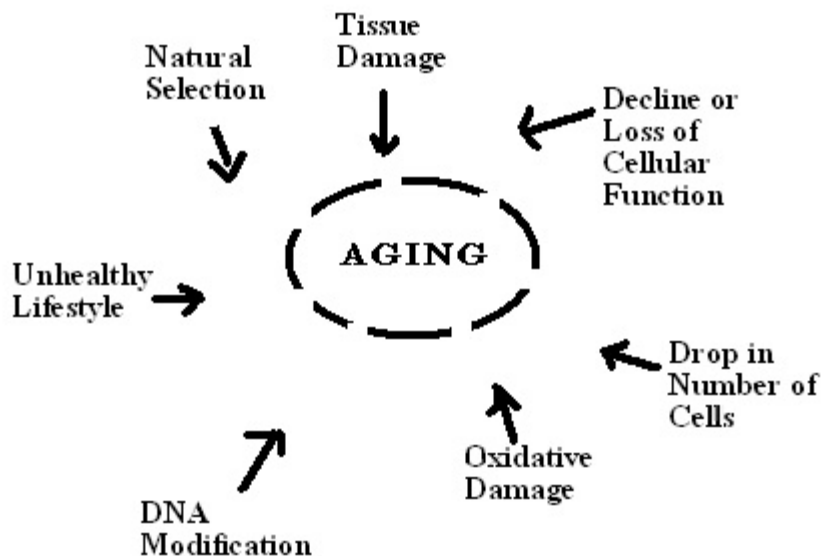 Tissue
Damage
Natural
Selection
Decline or
Loss of
Cellular
Function
AGING
Unhealthy
Lifestyle
Drop in
Number of
Cells
Oxidative
Damage
DNA
Modification